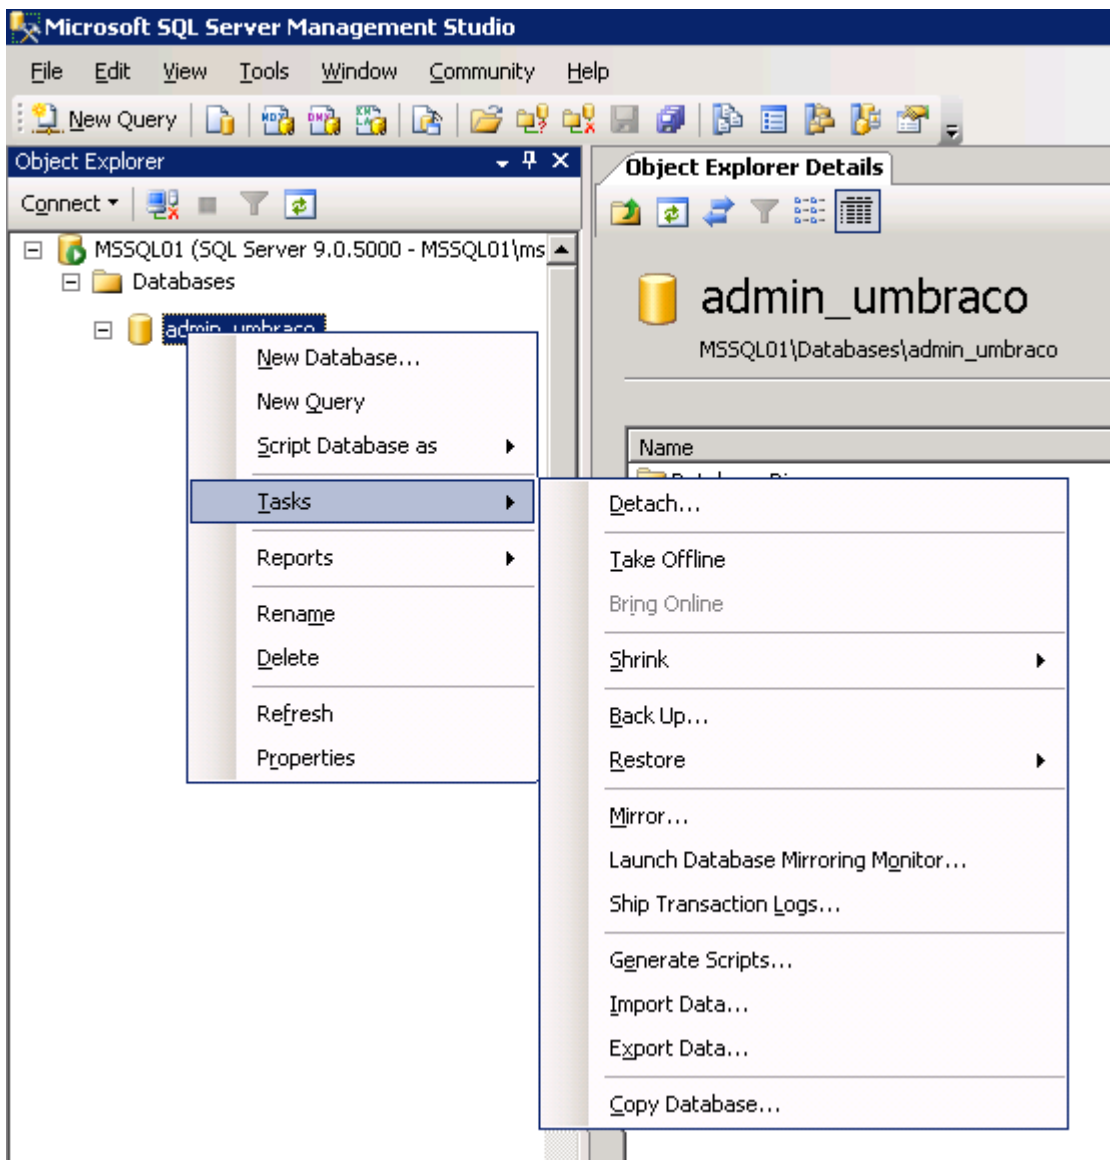 Microsoft SQL Server Management Studio
File Edit View Tools Window Community Help
New Query
Object Explorer
Connect
MSSQL01 (SQL Server 9.0.5000 - MSSQL01\ms
Databases
admin_umbraco
New Database...
New Query
Script Database as
Tasks
Reports
Rename
Delete
Refresh
Properties
Object Explorer Details
admin_umbraco
MSSQL01\Databases\admin_umbraco
Name
Detach...
Take Offline
Bring Online
Shrink
Back Up...
Restore
Mirror...
Launch Database Mirroring Monitor...
Ship Transaction Logs...
Generate Scripts...
Import Data...
Export Data...
Copy Database...